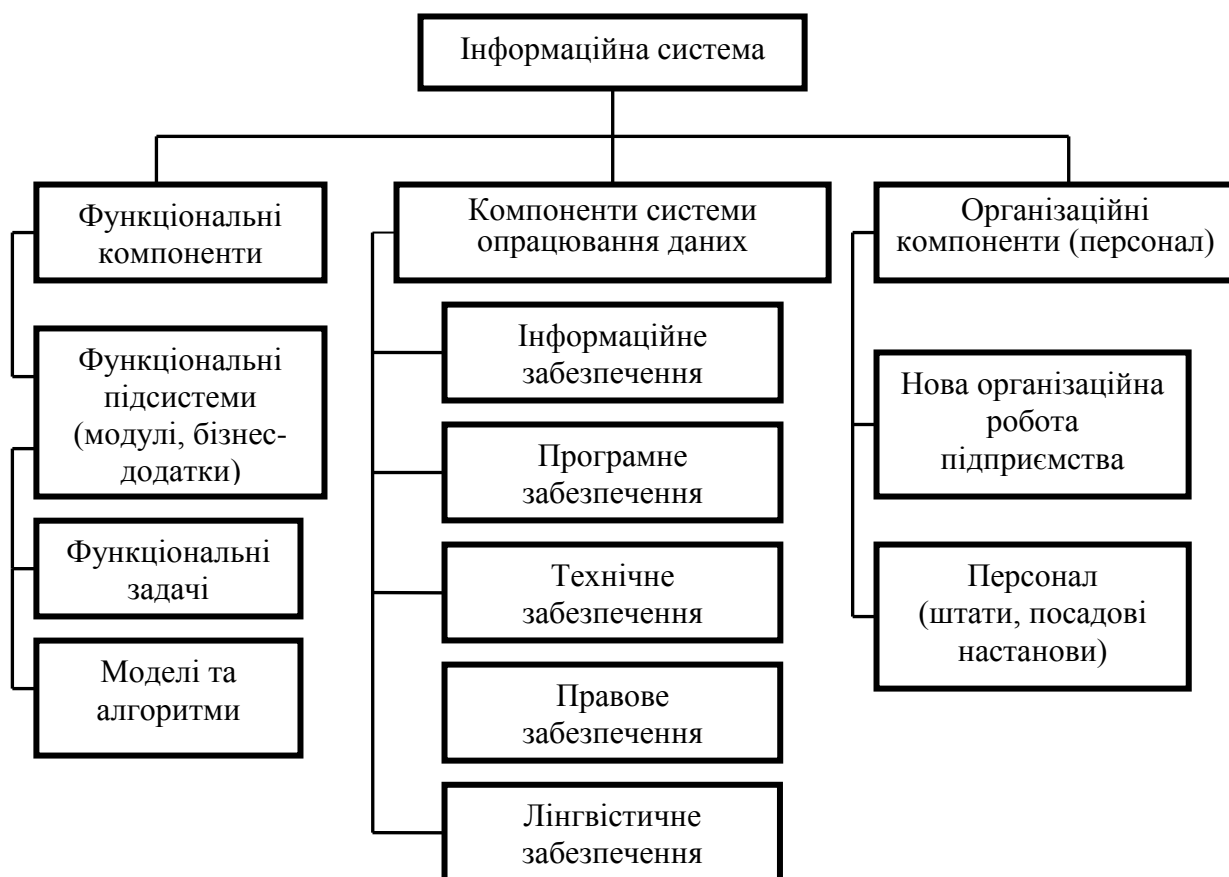 Інформаційна система
Функціональні
компоненти
Функціональні
підсистеми
(модулі, бізнес-
додатки)
Функціональні
задачі
Моделі та
алгоритми
Компоненти системи
опрацювання даних
Інформаційне
забезпечення
Програмне
забезпечення
Технічне
забезпечення
Правове
забезпечення
Лінгвістичне
забезпечення
Організаційні
компоненти (персонал)
Нова організаційна
робота
підприємства
Персонал
(штати, посадові
настанови)